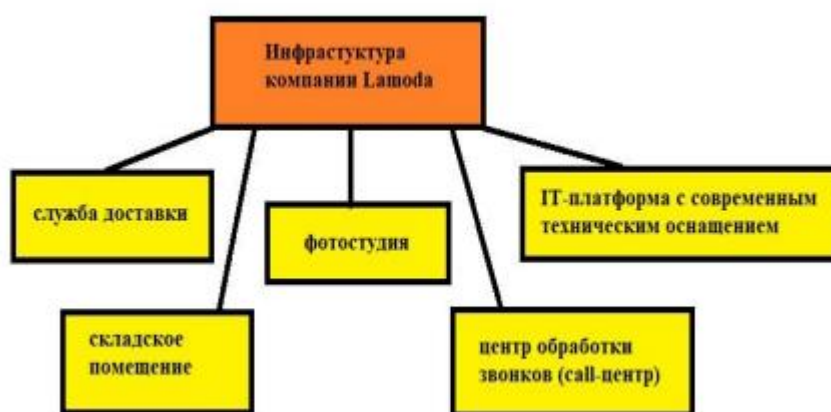 Инфрастуктура
компании Lamoda
служба доставки
фотостудия
IT-платформа с современным
техническим оснащением
складское
помещение
центр обработки
звонков (call-центр)